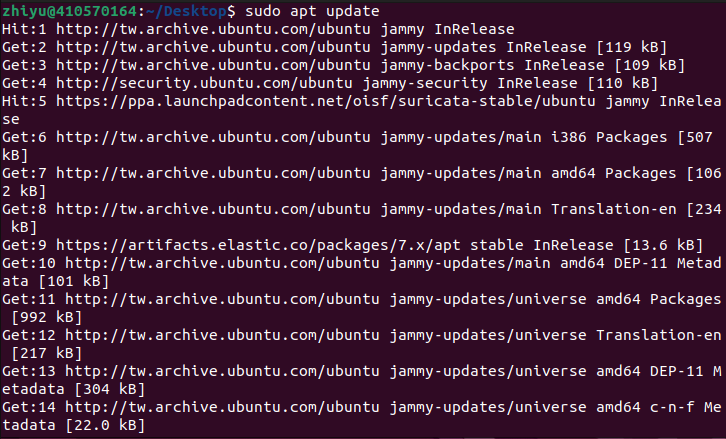 zhiyu@410570164:~/Desktop$ sudo apt update
Hit:1 http://tw.archive.ubuntu.com/ubuntu jammy InRelease
Get:2 http://tw.archive.ubuntu.com/ubuntu jammy-updates InRelease [119 kB]
Get:3 http://tw.archive.ubuntu.com/ubuntu jammy-backports InRelease [109 kB]
Get:4 http://security.ubuntu.com/ubuntu jammy-security InRelease [110 kB]
Hit:5 https://ppa.launchpadcontent.net/oisf/suricata-stable/ubuntu jammy InRelea
se
Get:6 http://tw.archive.ubuntu.com/ubuntu jammy-updates/main i386 Packages [507
kB]
Get:7 http://tw.archive.ubuntu.com/ubuntu jammy-updates/main amd64 Packages [106
2 kB]
Get:8 http://tw.archive.ubuntu.com/ubuntu jammy-updates/main Translation-en [234
 kB]
Get:9 https://artifacts.elastic.co/packages/7.x/apt stable InRelease [13.6 kB]
Get:10 http://tw.archive.ubuntu.com/ubuntu jammy-updates/main amd64 DEP-11 Metad
ata [101 kB]
Get:11 http://tw.archive.ubuntu.com/ubuntu jammy-updates/universe amd64 Packages
 [992 kB]
Get:12 http://tw.archive.ubuntu.com/ubuntu jammy-updates/universe Translation-en
 [217 kB]
Get:13 http://tw.archive.ubuntu.com/ubuntu jammy-updates/universe amd64 DEP-11 M
etadata [304 kB]
Get:14 http://tw.archive.ubuntu.com/ubuntu jammy-updates/universe amd64 c-n-f Me
tadata [22.0 kB]